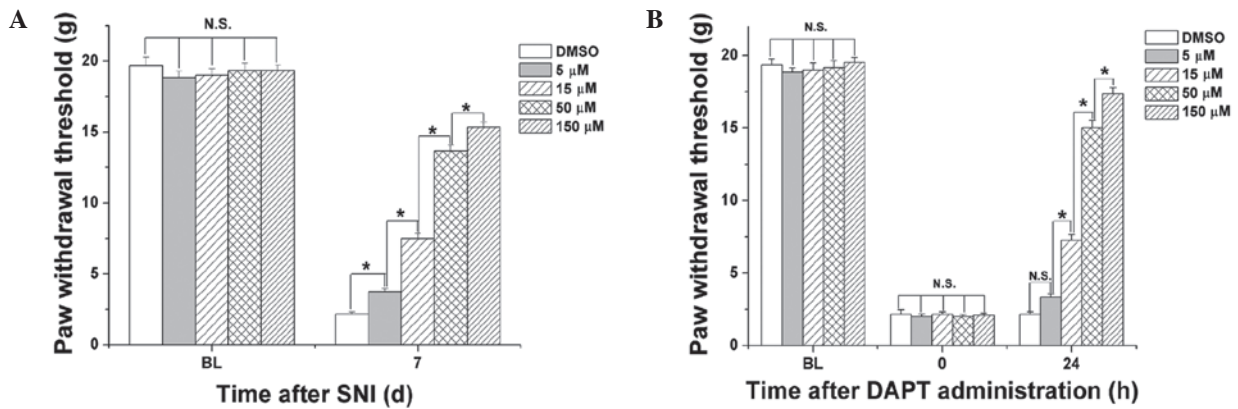 A
Paw withdrawal threshold (g)
20
15
10
5
0
N.S.
*
*
*
*
DMSO
5 μM
15 μM
50 μM
150 μM
BL
7
Time after SNI (d)
B
Paw withdrawal threshold (g)
20
15
10
5
0
N.S.
N.S.
N.S.
*
*
*
DMSO
5 μM
15 μM
50 μM
150 μM
BL
0
24
Time after DAPT administration (h)